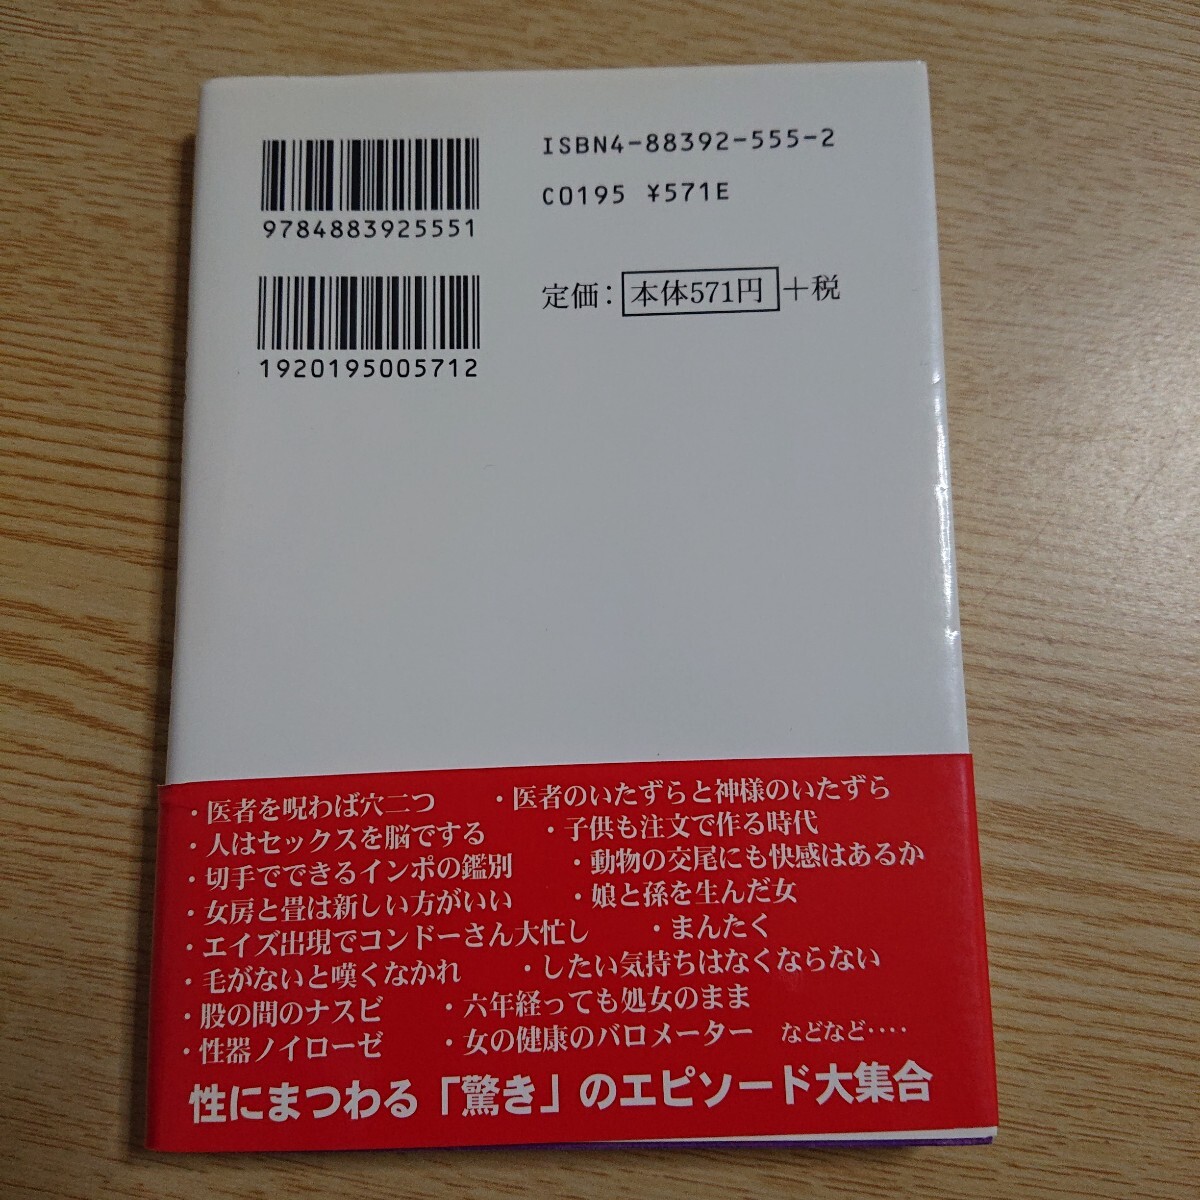 9784883925551
ISBN4-88392-555-2
C0195 ¥571E
1920195005712
定価：本体571円＋税
・医者を呪わば穴二つ ・医者のいたずらと神様のいたずら
・人はセックスを脳でする ・子供も注文で作る時代
・切手でできるインポの鑑別 ・動物の交尾にも快感はあるか
・女房と畳は新しい方がいい ・娘と孫を生んだ女
・エイズ出現でコンドーさん大忙し ・まんたく
・毛がないと嘆くなかれ ・したい気持ちはなくならない
・股の間のナスビ ・六年経っても処女のまま
・性器ノイローゼ ・女の健康のバロメーター などなど‥‥
性にまつわる「驚き」のエピソード大集合